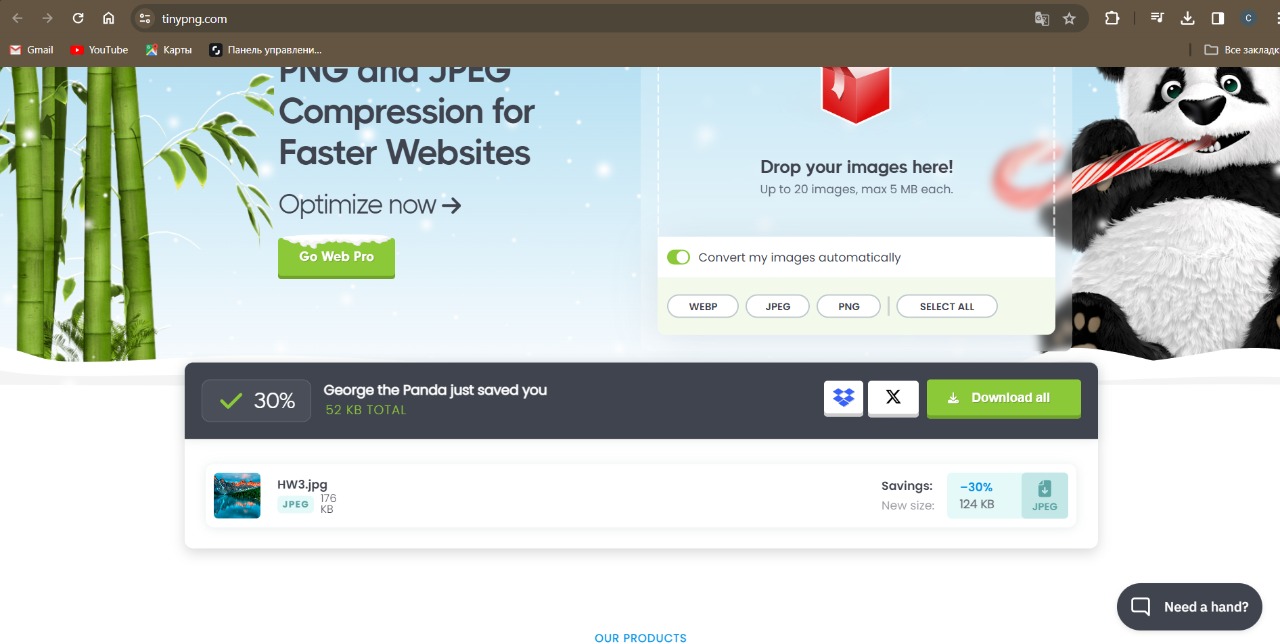 tinypng.com
C
Gmail
YouTube
Карты
Панель управлени...
Все закладк
PNG and JPEG
Compression for
Faster Websites
Optimize now →
Go Web Pro
Drop your images here!
Up to 20 images, max 5 MB each.
Convert my images automatically
WEBP
JPEG
PNG
SELECT ALL
30%
George the Panda just saved you
52 KB TOTAL
X
Download all
HW3.jpg
JPEG
176
KB
Savings:
New size:
−30%
124 KB
JPEG
Need a hand?
OUR PRODUCTS